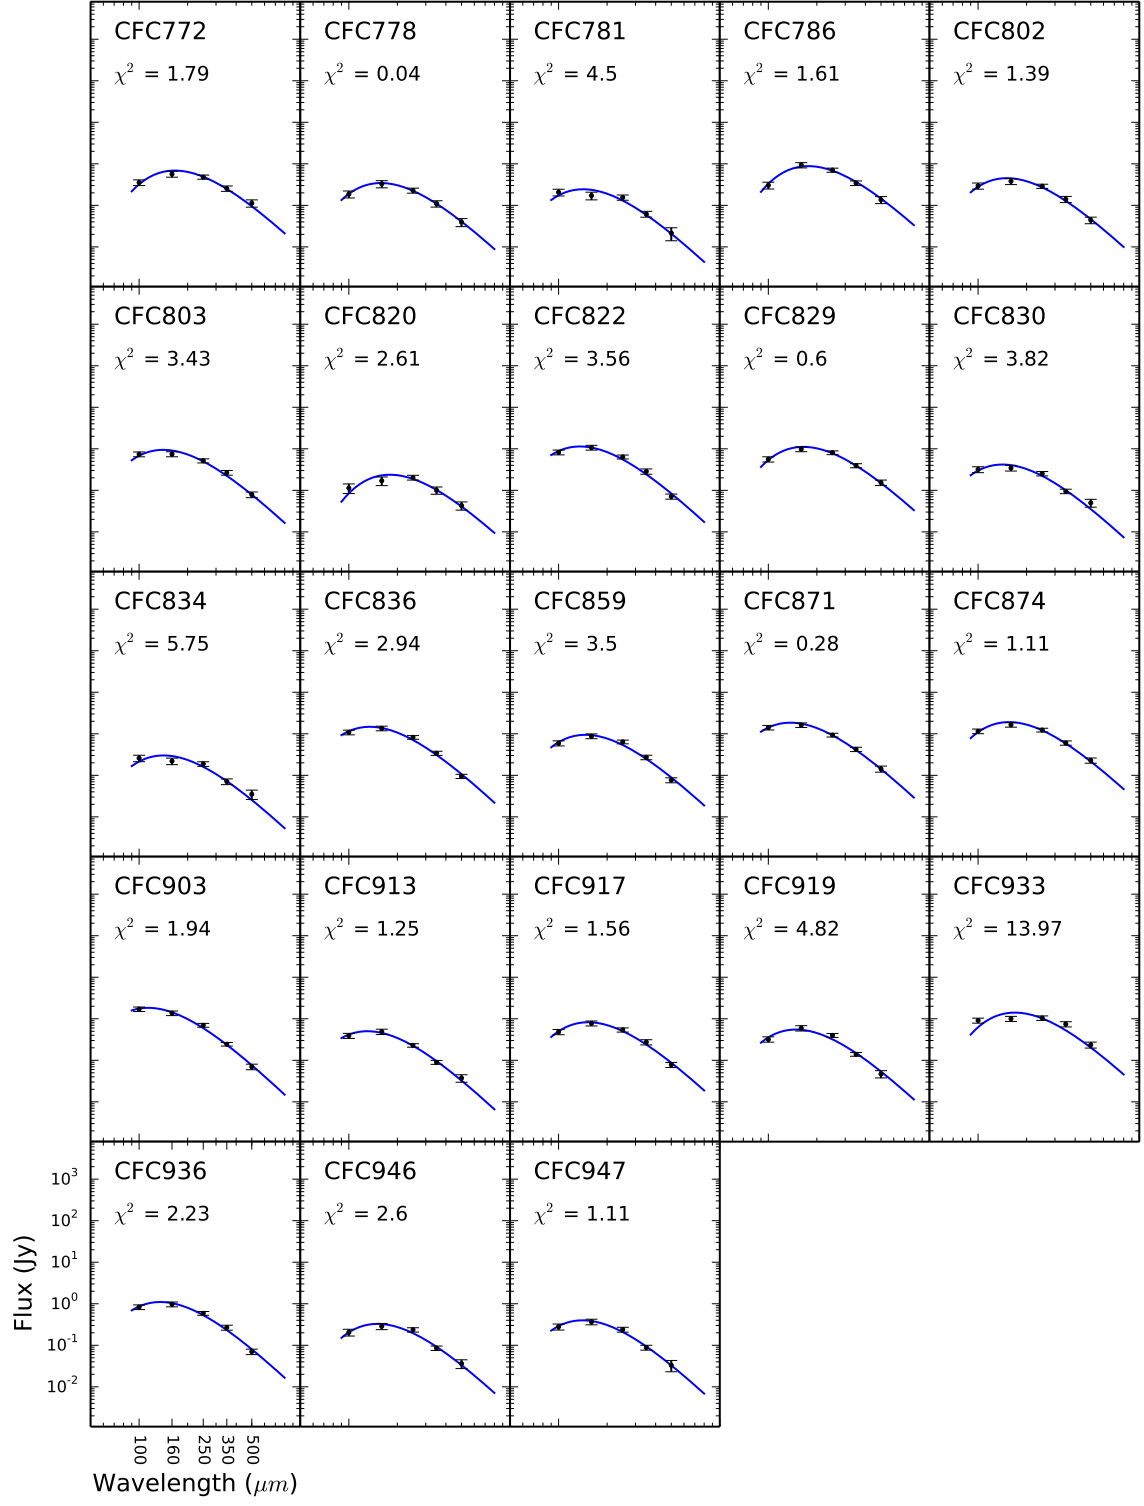 CFC772
χ² = 1.79
CFC778
χ² = 0.04
CFC781
χ² = 4.5
CFC786
χ² = 1.61
CFC802
χ² = 1.39
CFC803
χ² = 3.43
CFC820
χ² = 2.61
CFC822
χ² = 3.56
CFC829
χ² = 0.6
CFC830
χ² = 3.82
CFC834
χ² = 5.75
CFC836
χ² = 2.94
CFC859
χ² = 3.5
CFC871
χ² = 0.28
CFC874
χ² = 1.11
CFC903
χ² = 1.94
CFC913
χ² = 1.25
CFC917
χ² = 1.56
CFC919
χ² = 4.82
CFC933
χ² = 13.97
CFC936
χ² = 2.23
CFC946
χ² = 2.6
CFC947
χ² = 1.11
Flux (Jy)
10³
10²
10¹
10⁰
10⁻¹
10⁻²
100
160
250
350
500
Wavelength (μm)